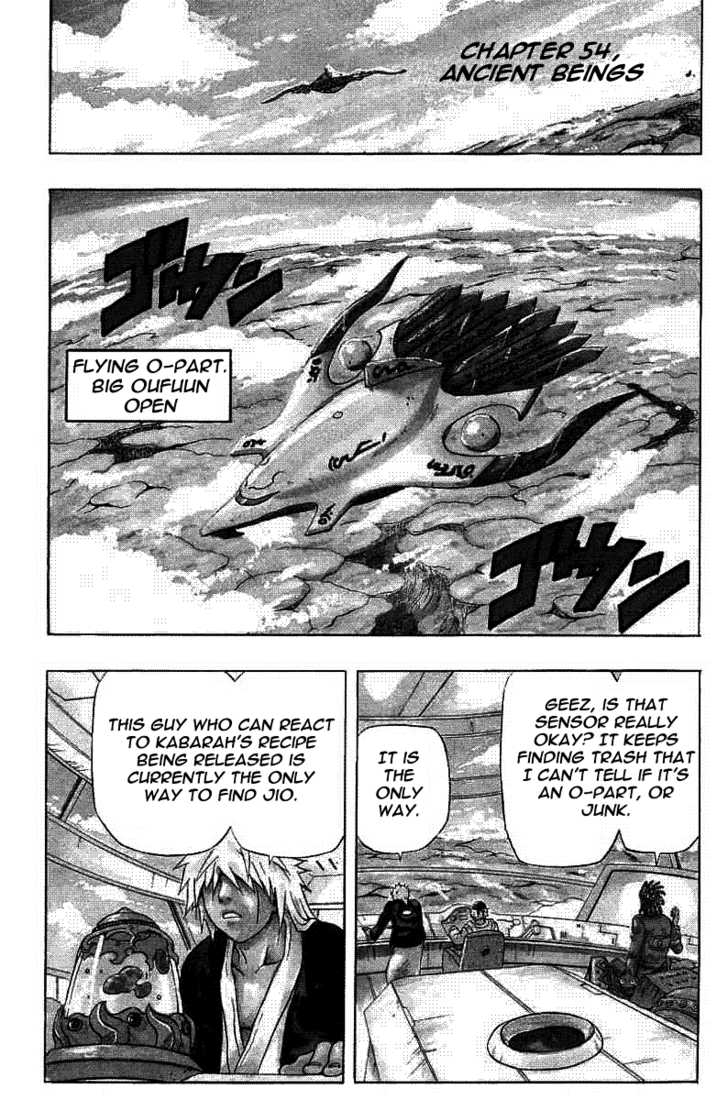 CHAPTER 54,
ANCIENT BEINGS
ゴウン
FLYING O-PART.
BIG OUFUUN
OPEN
ゴウン
GEEZ, IS THAT
SENSOR REALLY
OKAY? IT KEEPS
FINDING TRASH THAT
I CAN'T TELL IF IT'S
AN O-PART, OR
JUNK.
IT IS
THE
ONLY
WAY.
THIS GUY WHO CAN REACT
TO KABARAH'S RECIPE
BEING RELEASED IS
CURRENTLY THE ONLY
WAY TO FIND JIO.